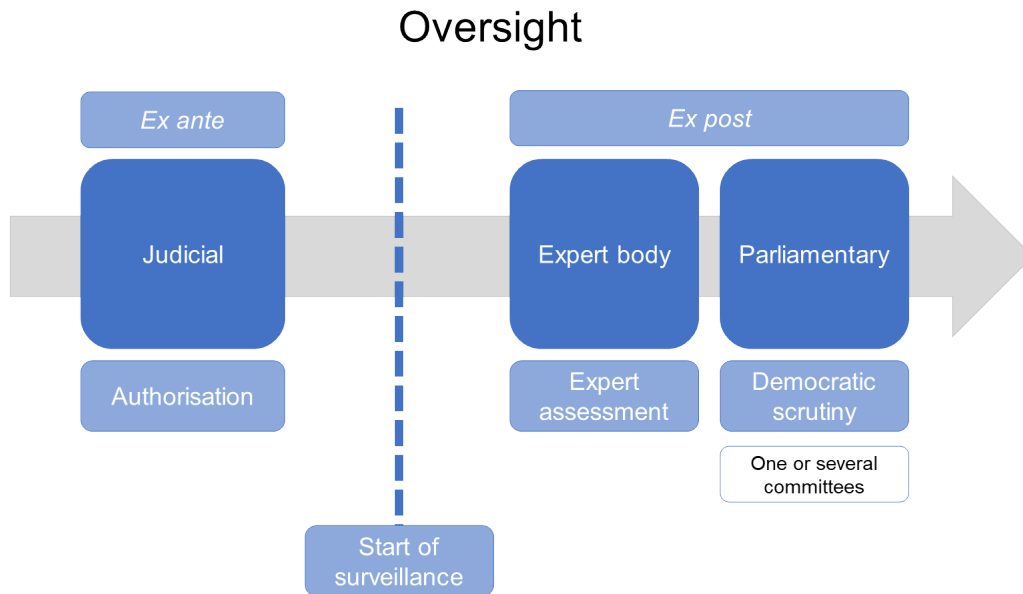 Oversight
Ex ante
Ex post
Judicial
Expert body
Parliamentary
Authorisation
Expert
assessment
Democratic
scrutiny
One or several
committees
Start of
surveillance